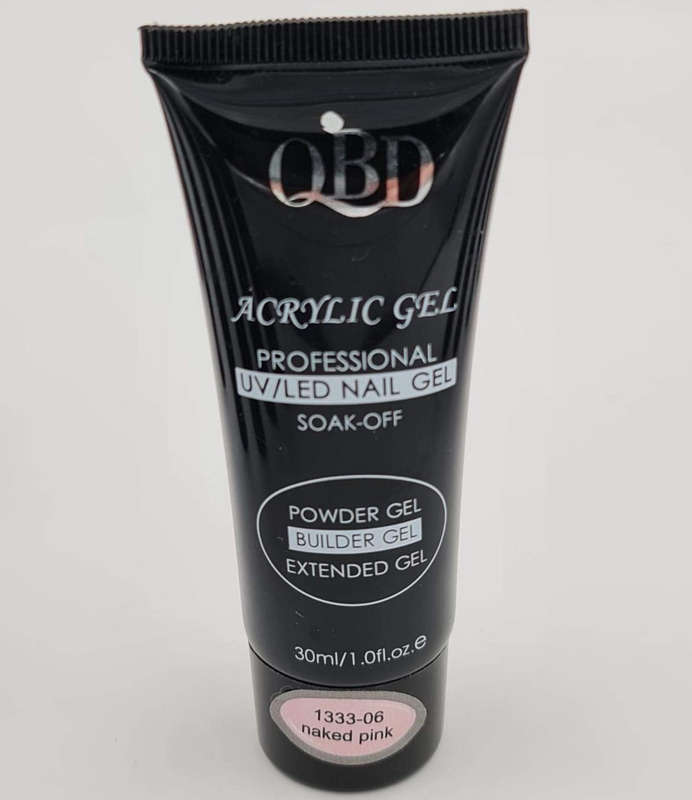 QBD
ACRYLIC GEL
PROFESSIONAL
UV/LED NAIL GEL
SOAK-OFF
POWDER GEL
BUILDER GEL
EXTENDED GEL
30ml/1.0fl.oz.e
1333-06
naked pink